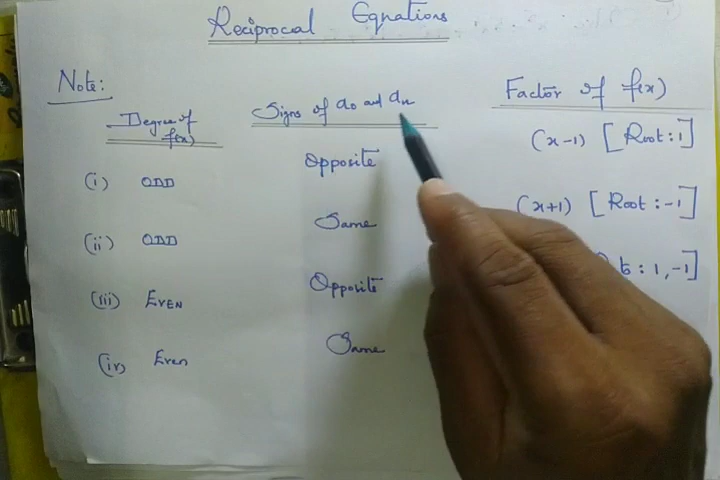 Reciprocal Equations
Note:
Degree of f(x) Signs of a0 and an Factor of f(x)
(i) ODD Opposite (x-1) [Root: 1]
(ii) ODD Same (x+1) [Root: -1]
(iii) EVEN Opposite : 1, -1]
(iv) Even Same